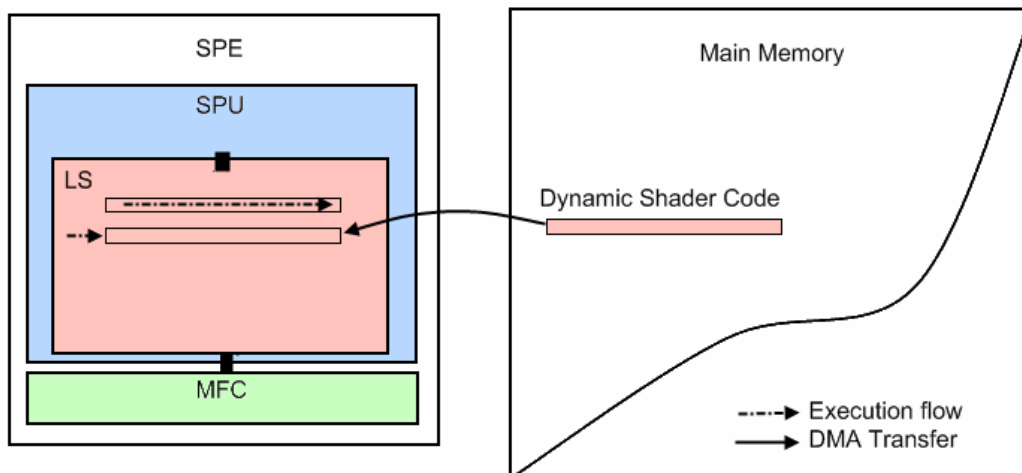 SPE
SPU
LS
MFC
Main Memory
Dynamic Shader Code
Execution flow
DMA Transfer